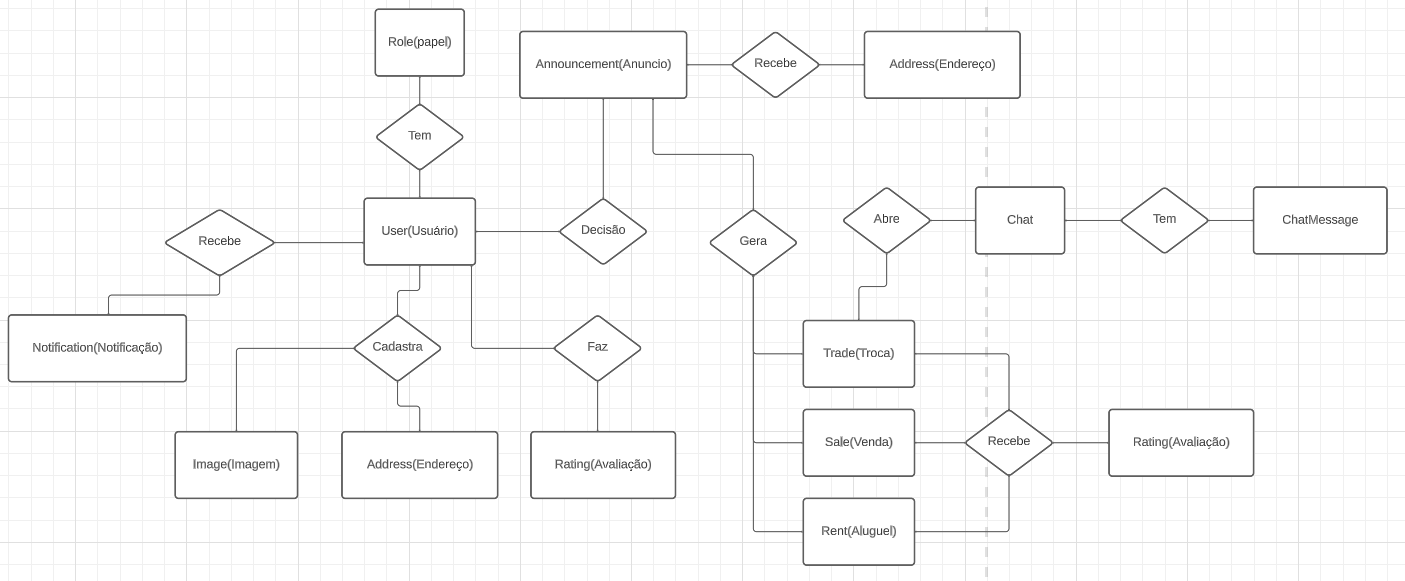 Role(papel)
Announcement(Anuncio)
Recebe
Address(Endereço)
Tem
User(Usuário)
Recebe
Decisão
Gera
Abre
Chat
Tem
ChatMessage
Notification(Notificação)
Cadastra
Faz
Trade(Troca)
Image(Imagem)
Address(Endereço)
Rating(Avaliação)
Sale(Venda)
Recebe
Rating(Avaliação)
Rent(Aluguel)